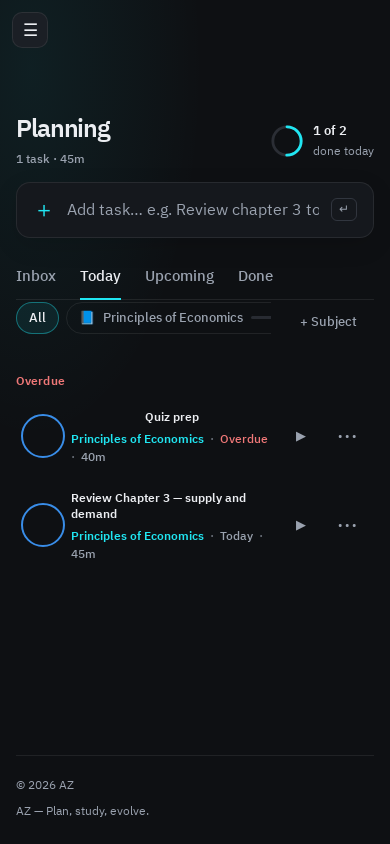 ☰
Planning
1 task · 45m
1 of 2
done today
+ Add task... e.g. Review chapter 3 to ↵
Inbox Today Upcoming Done
All 📘 Principles of Economics + Subject
Overdue
Quiz prep
Principles of Economics · Overdue
· 40m
▶ ···
Review Chapter 3 — supply and
demand
Principles of Economics · Today ·
45m
▶ ···
© 2026 AZ
AZ — Plan, study, evolve.